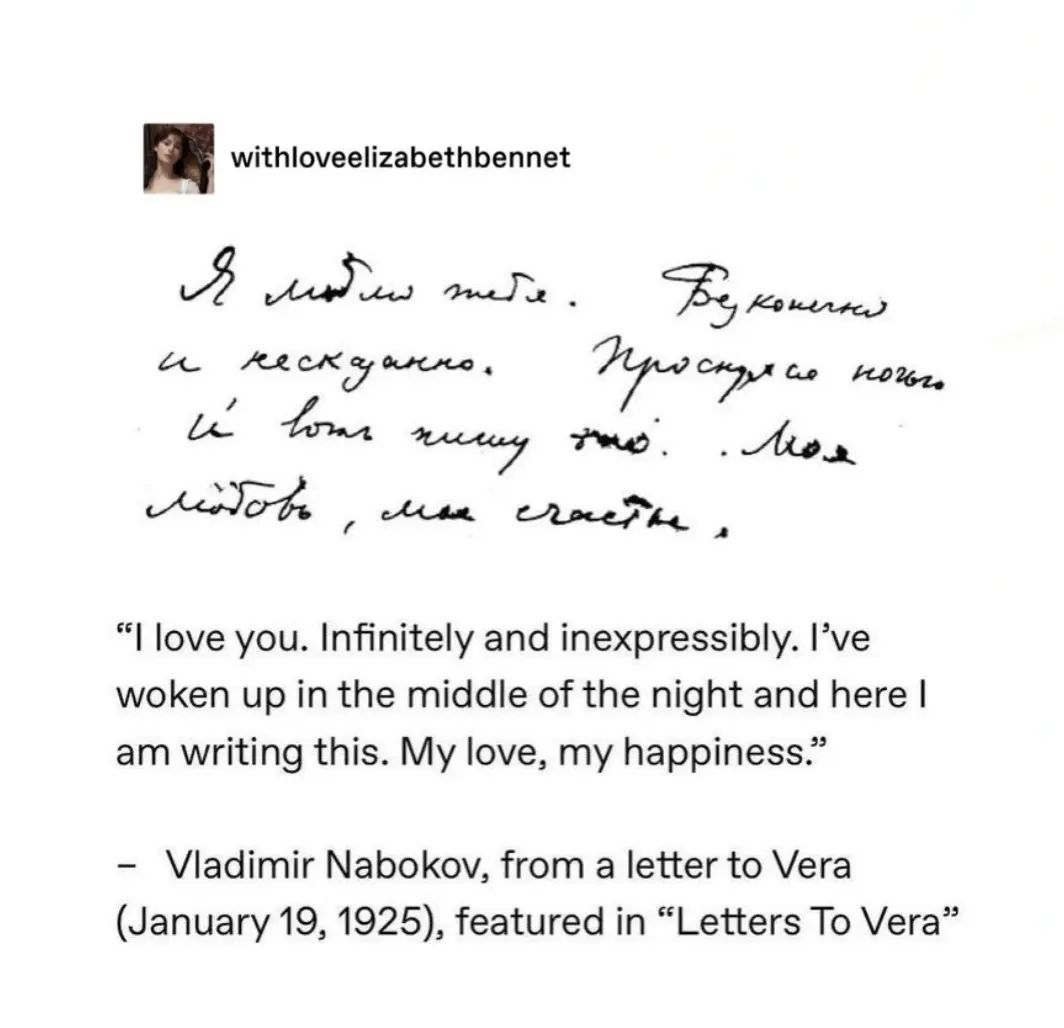 withloveelizabethbennet
Я люблю тебя. Бесконечно
и несказанно. Проснулся ночью
и вот пишу это. Моя
любовь, мое счастье.
“I love you. Infinitely and inexpressibly. I’ve
woken up in the middle of the night and here I
am writing this. My love, my happiness.”
– Vladimir Nabokov, from a letter to Vera
(January 19, 1925), featured in “Letters To Vera”